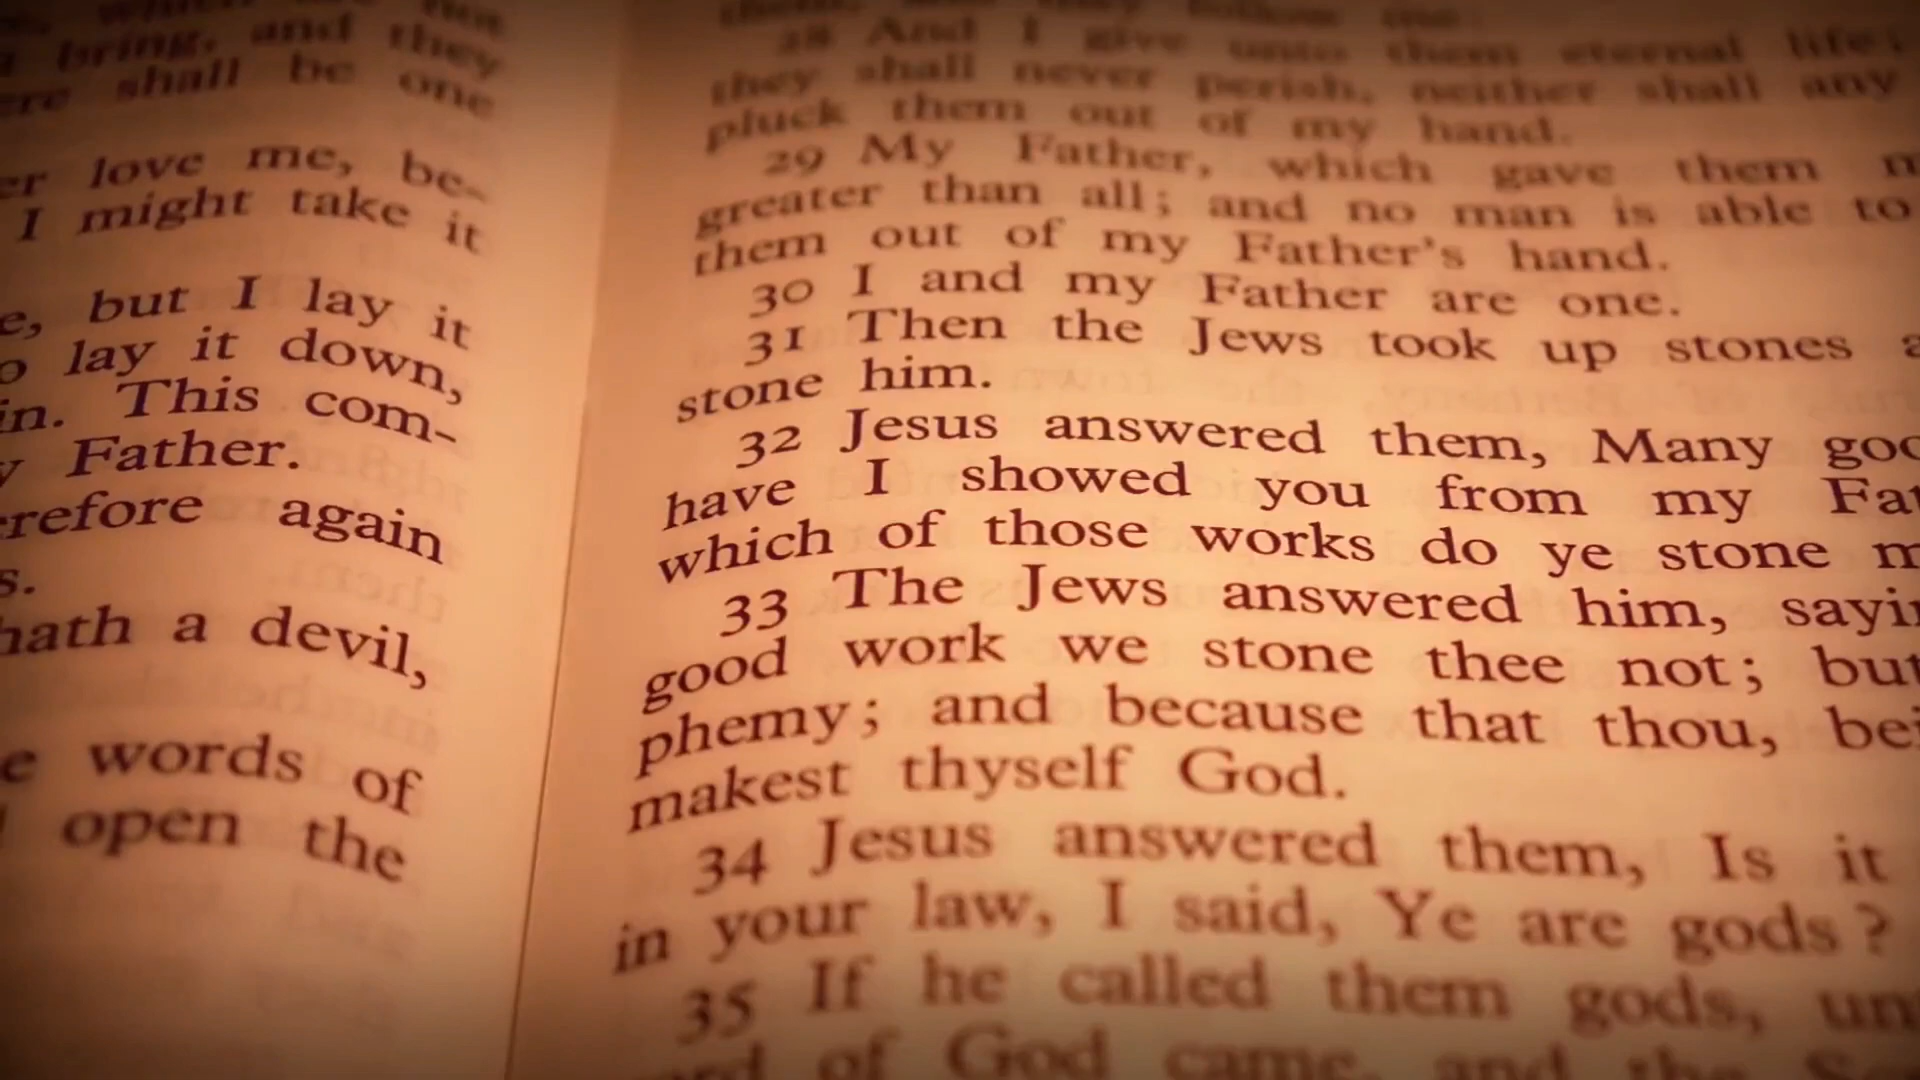 bring, and they
shall be one
love me, be-
I might take it
but I lay it
lay it down,
This com-
Father.
again
s.
hath a devil,
words of
open the
28 And I give unto them eternal life;
they shall never perish, neither shall any
pluck them out of my hand.
29 My Father, which gave them
greater than all; and no man is able to
them out of my Father's hand.
30 I and my Father are one.
31 Then the Jews took up stones
stone him.
32 Jesus answered them, Many goo
have I showed you from my Fat
which of those works do ye stone m
33 The Jews answered him, sayi
good work we stone thee not; but
phemy; and because that thou, bei
makest thyself God.
34 Jesus answered them, Is it
in your law, I said, Ye are gods?
35 If he called them gods, un
of God came, and the